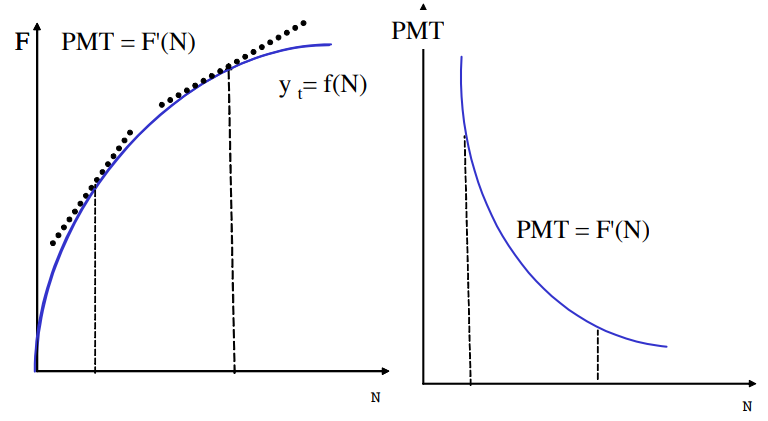 F PMT = F'(N)
y t= f(N)
N
PMT
PMT = F'(N)
N